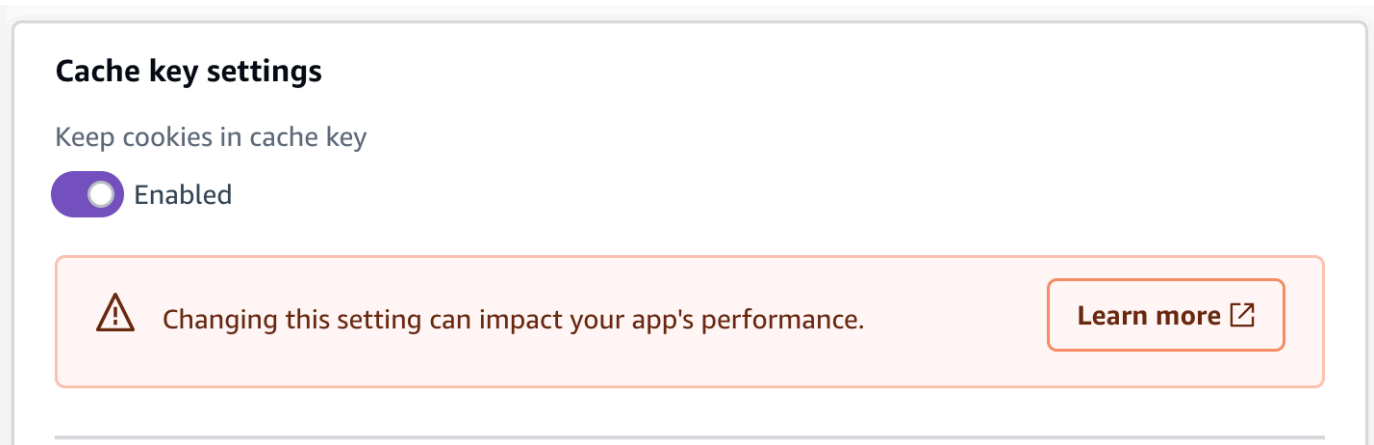 Cache key settings
Keep cookies in cache key
Enabled
Changing this setting can impact your app's performance.
Learn more